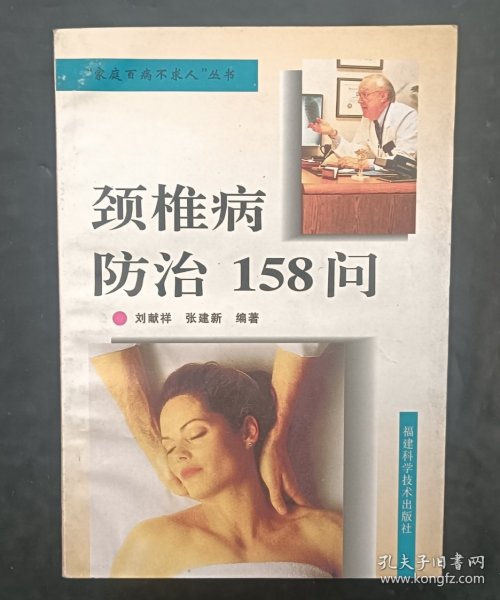 “家庭百病不求人”丛书
颈椎病
防治 158问
刘献祥 张建新 编著
福建科学技术出版社
孔夫子旧书网
www.kongfz.com